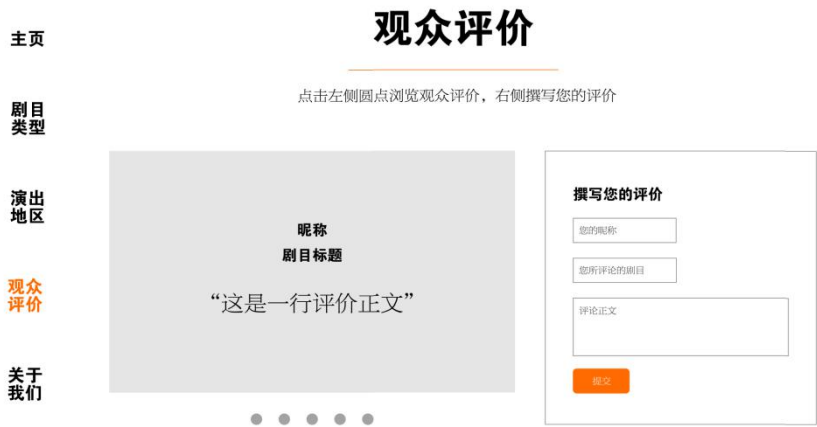 主页
剧目
类型
演出
地区
观众
评价
关于
我们
观众评价
点击左侧圆点浏览观众评价，右侧撰写您的评价
昵称
剧目标题
“这是一行评价正文”
撰写您的评价
您的昵称
您所评论的剧目
评论正文
提交